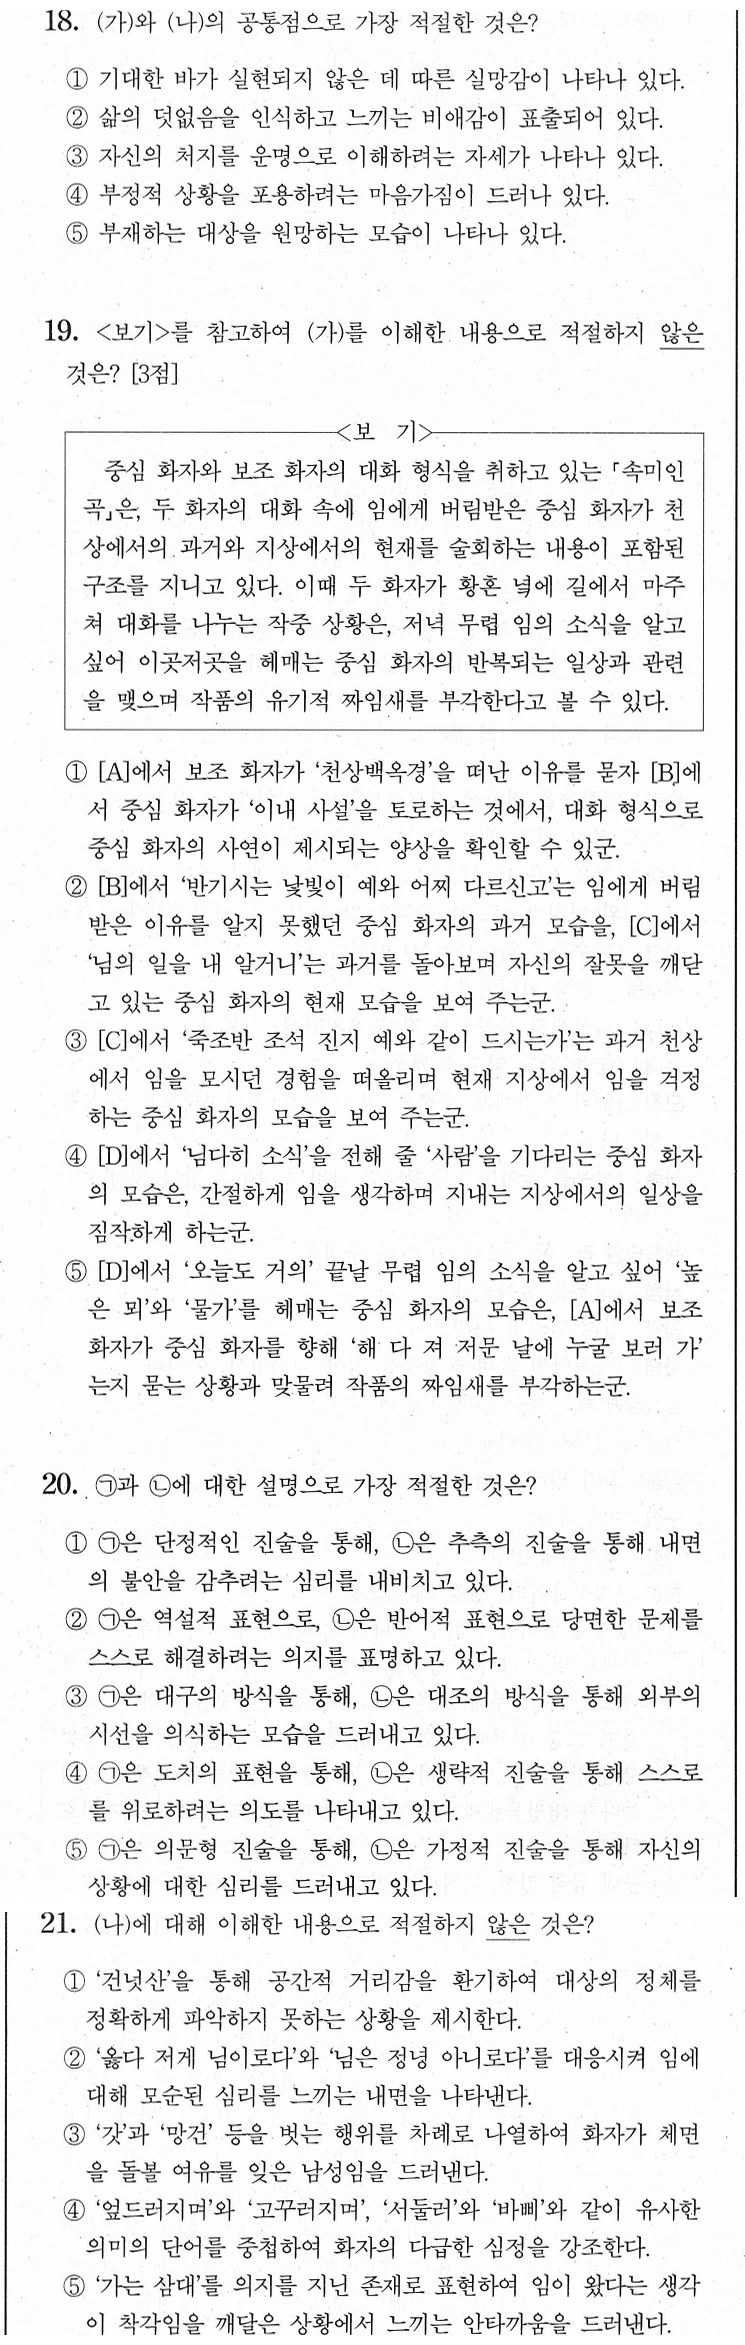 18. (가)와 (나)의 공통점으로 가장 적절한 것은?
① 기대한 바가 실현되지 않은 데 따른 실망감이 나타나 있다.
② 삶의 덧없음을 인식하고 느끼는 비애감이 표출되어 있다.
③ 자신의 처지를 운명으로 이해하려는 자세가 나타나 있다.
④ 부정적 상황을 포용하려는 마음가짐이 드러나 있다.
⑤ 부재하는 대상을 원망하는 모습이 나타나 있다.
19. <보기>를 참고하여 (가)를 이해한 내용으로 적절하지 않은
것은? [3점]
<보 기>
중심 화자와 보조 화자의 대화 형식을 취하고 있는 「속미인
곡」은, 두 화자의 대화 속에 임에게 버림받은 중심 화자가 천
상에서의 과거와 지상에서의 현재를 술회하는 내용이 포함된
구조를 지니고 있다. 이때 두 화자가 황혼 녘에 길에서 마주
쳐 대화를 나누는 작중 상황은, 저녁 무렵 임의 소식을 알고
싶어 이곳저곳을 헤매는 중심 화자의 반복되는 일상과 관련
을 맺으며 작품의 유기적 짜임새를 부각한다고 볼 수 있다.
① [A]에서 보조 화자가 ‘천상백옥경’을 떠난 이유를 묻자 [B]에
서 중심 화자가 ‘이내 사설’을 토로하는 것에서, 대화 형식으로
중심 화자의 사연이 제시되는 양상을 확인할 수 있군.
② [B]에서 ‘반기시는 낯빛이 예와 어찌 다르신고’는 임에게 버림
받은 이유를 알지 못했던 중심 화자의 과거 모습을, [C]에서
‘님의 일을 내 알거니’는 과거를 돌아보며 자신의 잘못을 깨닫
고 있는 중심 화자의 현재 모습을 보여 주는군.
③ [C]에서 ‘죽조반 조석 진지 예와 같이 드시는가’는 과거 천상
에서 임을 모시던 경험을 떠올리며 현재 지상에서 임을 걱정
하는 중심 화자의 모습을 보여 주는군.
④ [D]에서 ‘님다히 소식’을 전해 줄 ‘사람’을 기다리는 중심 화자
의 모습은, 간절하게 임을 생각하며 지내는 지상에서의 일상을
짐작하게 하는군.
⑤ [D]에서 ‘오늘도 거의’ 끝날 무렵 임의 소식을 알고 싶어 ‘높
은 뫼’와 ‘물가’를 헤매는 중심 화자의 모습은, [A]에서 보조
화자가 중심 화자를 향해 ‘해 다 져 저문 날에 누굴 보러 가’
는지 묻는 상황과 맞물려 작품의 짜임새를 부각하는군.
20. ㉠과 ㉡에 대한 설명으로 가장 적절한 것은?
① ㉠은 단정적인 진술을 통해, ㉡은 추측의 진술을 통해 내면
의 불안을 감추려는 심리를 내비치고 있다.
② ㉠은 역설적 표현으로, ㉡은 반어적 표현으로 당면한 문제를
스스로 해결하려는 의지를 표명하고 있다.
③ ㉠은 대구의 방식을 통해, ㉡은 대조의 방식을 통해 외부의
시선을 의식하는 모습을 드러내고 있다.
④ ㉠은 도치의 표현을 통해, ㉡은 생략적 진술을 통해 스스로
를 위로하려는 의도를 나타내고 있다.
⑤ ㉠은 의문형 진술을 통해, ㉡은 가정적 진술을 통해 자신의
상황에 대한 심리를 드러내고 있다.
21. (나)에 대해 이해한 내용으로 적절하지 않은 것은?
① ‘건넛산’을 통해 공간적 거리감을 환기하여 대상의 정체를
정확하게 파악하지 못하는 상황을 제시한다.
② ‘옳다 저게 님이로다’와 ‘님은 정녕 아니로다’를 대응시켜 임에
대해 모순된 심리를 느끼는 내면을 나타낸다.
③ ‘갓’과 ‘망건’ 등을 벗는 행위를 차례로 나열하여 화자가 체면
을 돌볼 여유를 잊은 남성임을 드러낸다.
④ ‘엎드러지며’와 ‘고꾸러지며’, ‘서둘러’와 ‘바삐’와 같이 유사한
의미의 단어를 중첩하여 화자의 다급한 심정을 강조한다.
⑤ ‘가는 삼대’를 의지를 지닌 존재로 표현하여 임이 왔다는 생각
이 착각임을 깨달은 상황에서 느끼는 안타까움을 드러낸다.